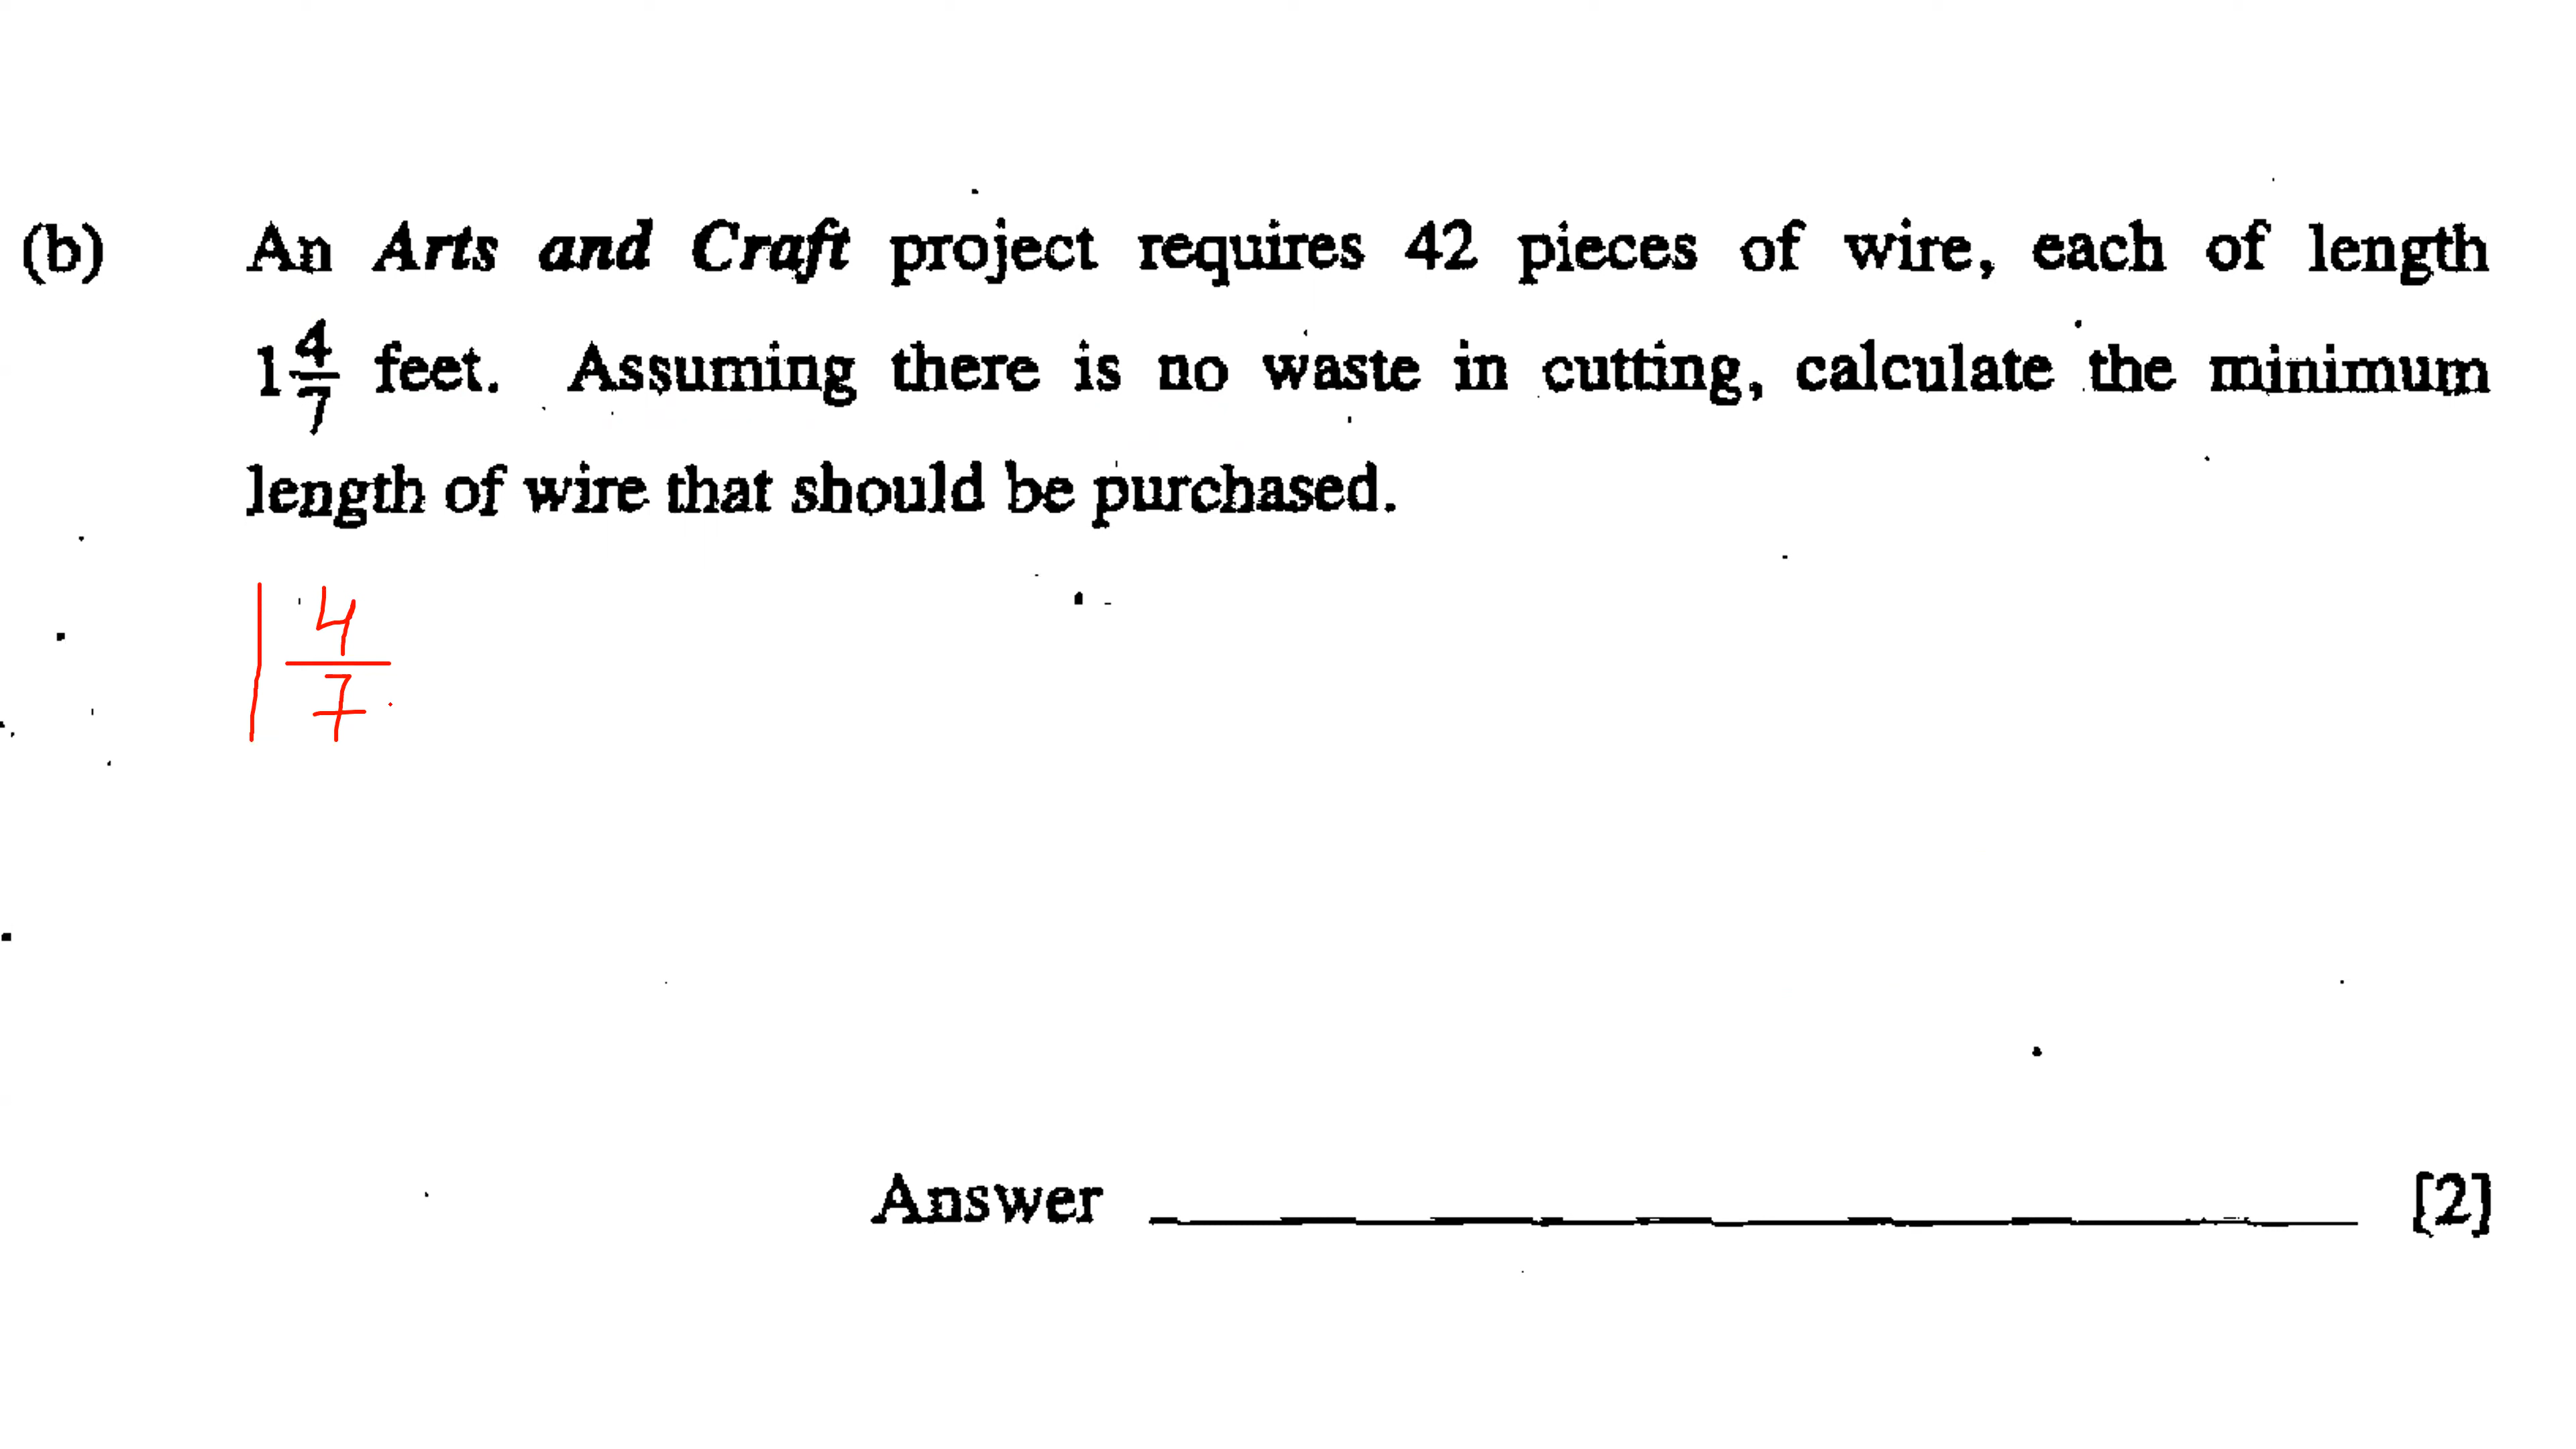 (b) An Arts and Craft project requires 42 pieces of wire, each of length
1 4/7 feet. Assuming there is no waste in cutting, calculate the minimum
length of wire that should be purchased.
1 4/7
Answer ____________________ [2]